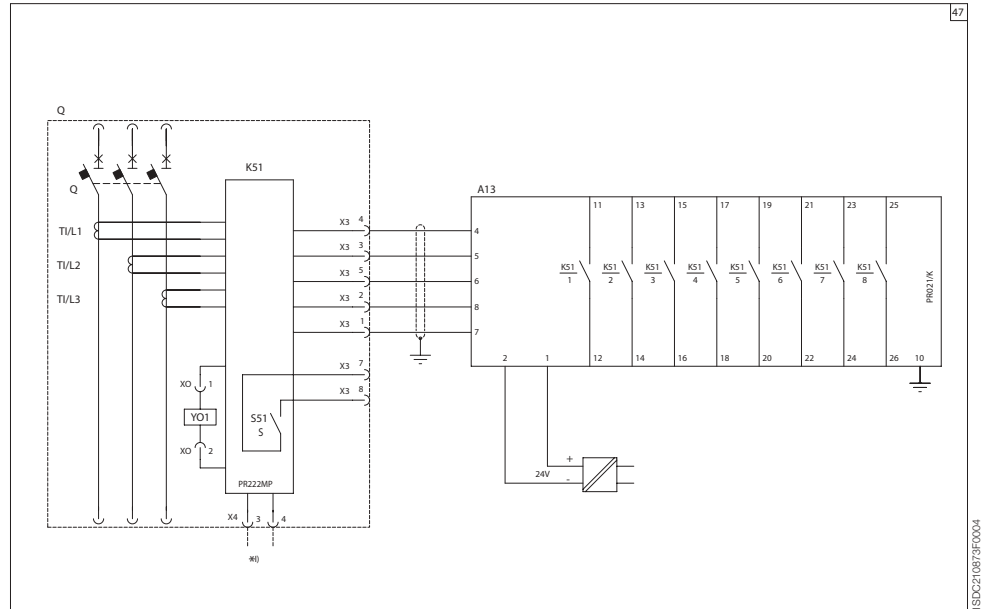 47
Q
K51
Q
A13
11 13 15 17 19 21 23 25
TI/L1
TI/L2
TI/L3
X3 4
X3 3
X3 5
X3 2
X3 1
X3 7
X3 8
4
5
6
8
7
K51 1
K51 2
K51 3
K51 4
K51 5
K51 6
K51 7
K51 8
PR021/K
2 1 12 14 16 18 20 22 24 26 10
XO 1
YO1
XO 2
S51
S
PR222MP
X4 3 4
*H)
+
24V
-
1SDC210873F0004